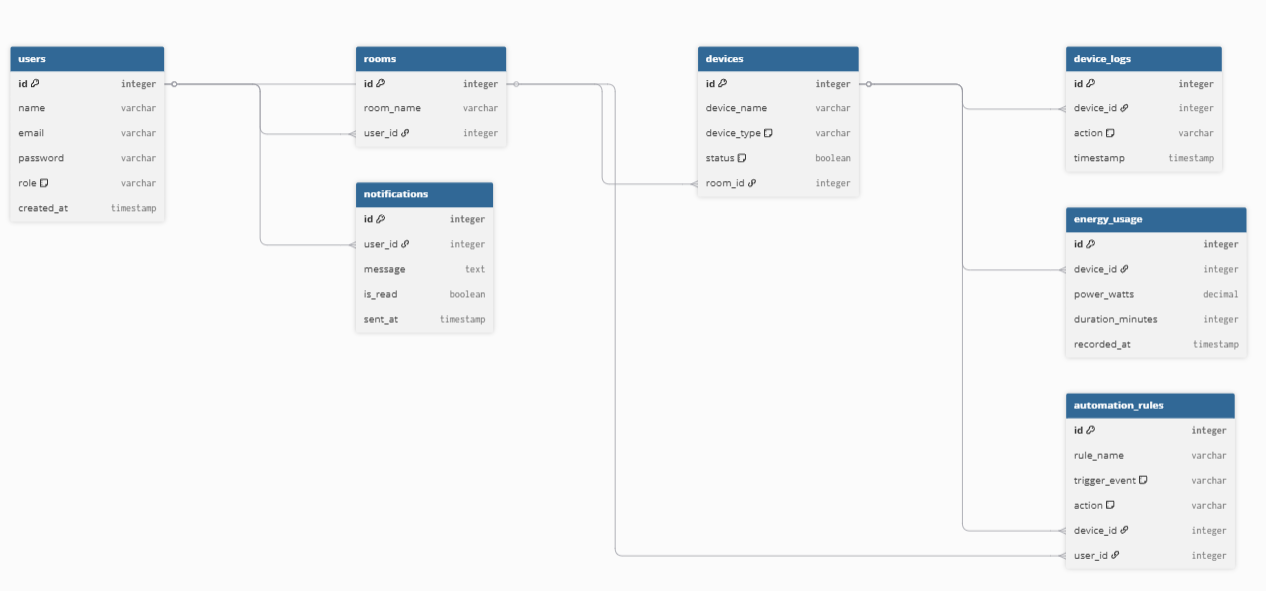 users
id integer
name varchar
email varchar
password varchar
role varchar
created_at timestamp
rooms
id integer
room_name varchar
user_id integer
notifications
id integer
user_id integer
message text
is_read boolean
sent_at timestamp
devices
id integer
device_name varchar
device_type varchar
status boolean
room_id integer
device_logs
id integer
device_id integer
action varchar
timestamp timestamp
energy_usage
id integer
device_id integer
power_watts decimal
duration_minutes integer
recorded_at timestamp
automation_rules
id integer
rule_name varchar
trigger_event varchar
action varchar
device_id integer
user_id integer